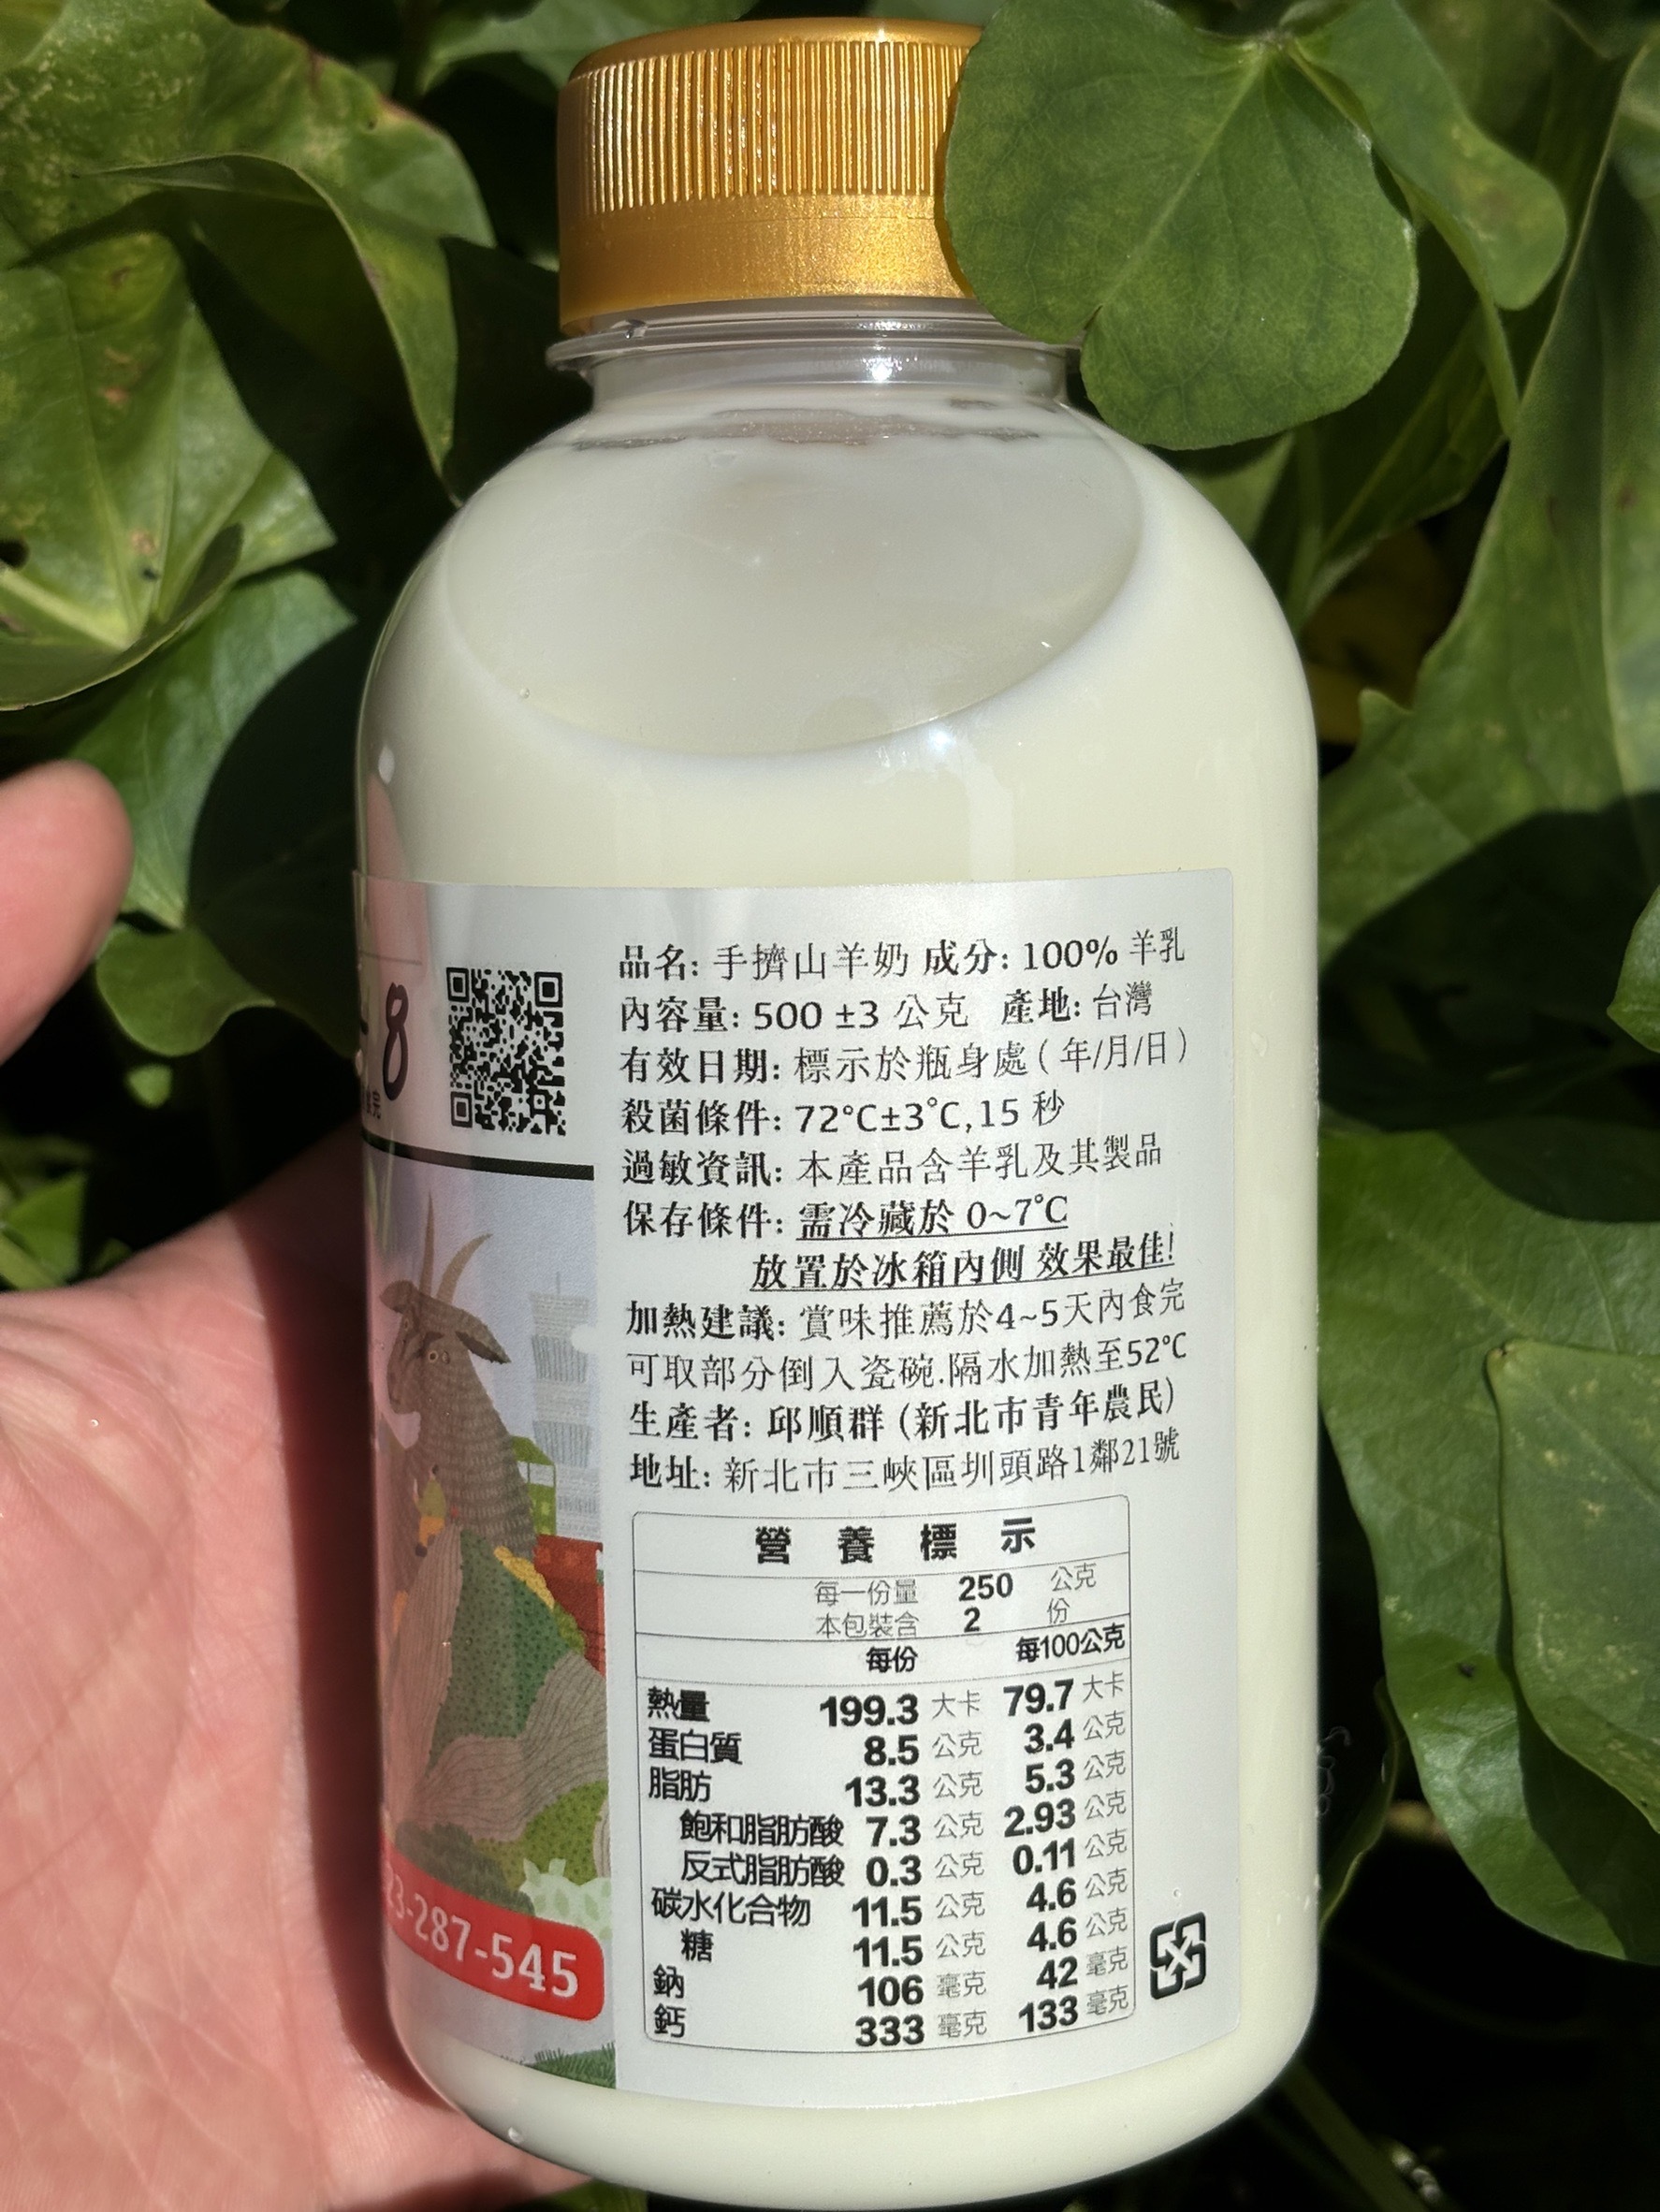 8
品名: 手擠山羊奶 成分: 100% 羊乳
內容量: 500 ±3 公克 產地: 台灣
有效日期: 標示於瓶身處 ( 年/月/日 )
殺菌條件: 72℃±3℃,15 秒
過敏資訊: 本產品含羊乳及其製品
保存條件: 需冷藏於 0~7℃
放置於冰箱內側 效果最佳!
加熱建議: 賞味推薦於4~5天內食完
可取部分倒入瓷碗.隔水加熱至52℃
生產者: 邱順群 (新北市青年農民)
地址: 新北市三峽區圳頭路1鄰21號
營養標示
每一份量 250 公克
本包裝含 2 份
每份 每100公克
熱量 199.3 大卡 79.7 大卡
蛋白質 8.5 公克 3.4 公克
脂肪 13.3 公克 5.3 公克
飽和脂肪酸 7.3 公克 2.93 公克
反式脂肪酸 0.3 公克 0.11 公克
碳水化合物 11.5 公克 4.6 公克
糖 11.5 公克 4.6 公克
鈉 106 毫克 42 毫克
鈣 333 毫克 133 毫克
3-287-545